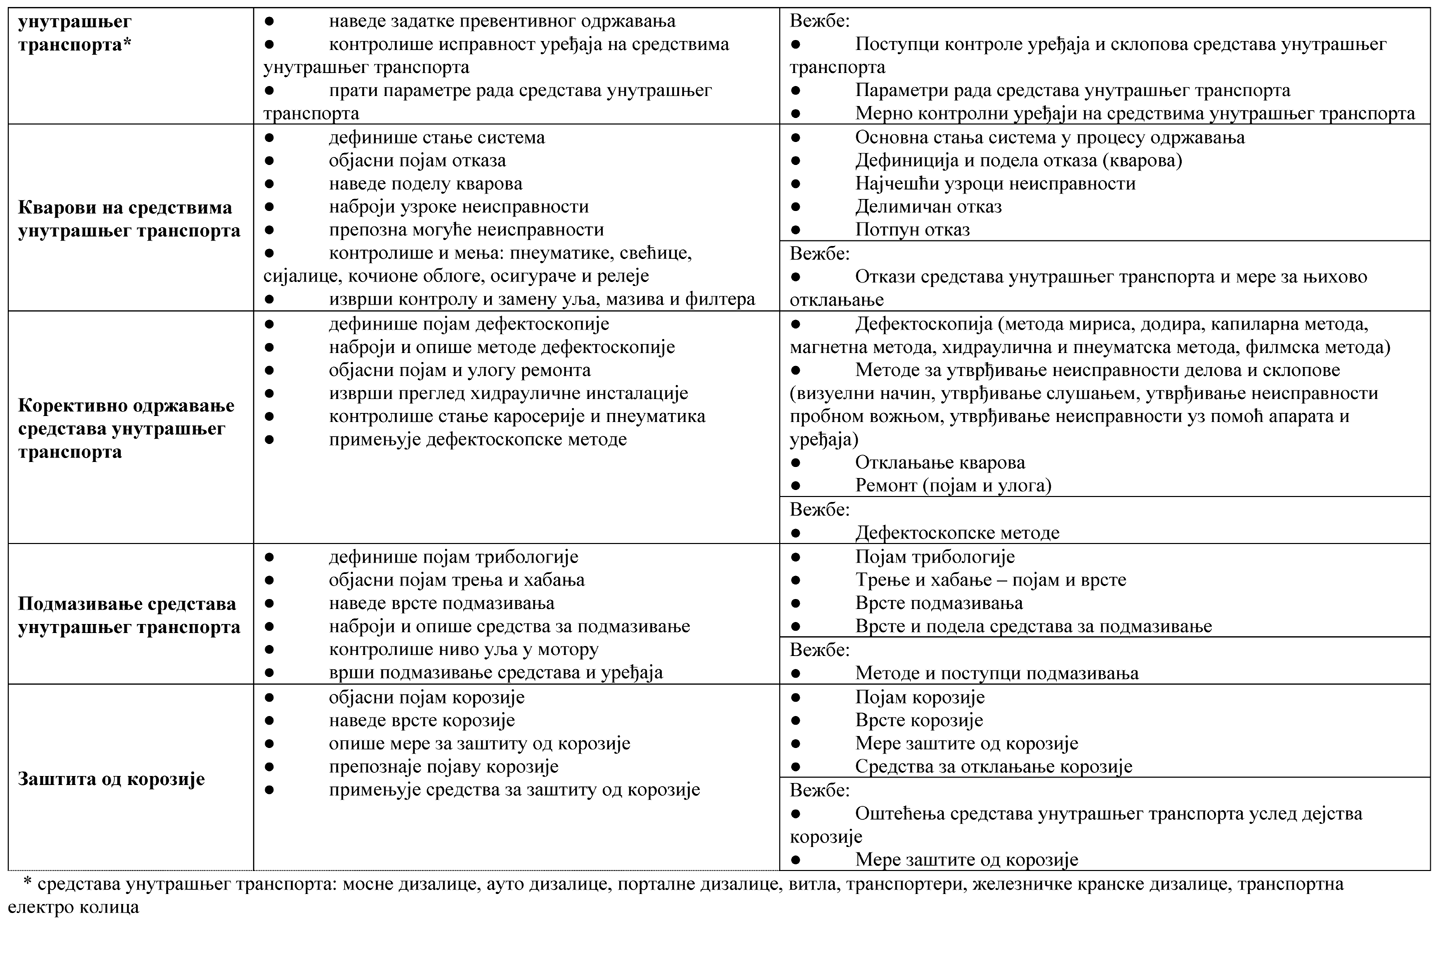 унутрашњег
транспорта*
● наведе задатке превентивног одржавања
● контролише исправност уређаја на средствима
унутрашњег транспорта
● прати параметре рада средстава унутрашњег
транспорта
Вежбе:
● Поступци контроле уређаја и склопова средстава унутрашњег
транспорта
● Параметри рада средстава унутрашњег транспорта
● Мерно контролни уређаји на средствима унутрашњег транспорта
Кварови на средствима
унутрашњег транспорта
● дефинише стање система
● објасни појам отказа
● наведе поделу кварова
● наброји узроке неисправности
● препозна могуће неисправности
● контролише и мења: пнеуматике, свећице,
сијалице, кочионе облоге, осигураче и релеје
● изврши контролу и замену уља, мазива и филтера
● Основна стања система у процесу одржавања
● Дефиниција и подела отказа (кварова)
● Најчешћи узроци неисправности
● Делимичан отказ
● Потпун отказ
Вежбе:
● Откази средстава унутрашњег транспорта и мере за њихово
отклањање
Корективно одржавање
средстава унутрашњег
транспорта
● дефинише појам дефектоскопије
● наброји и опише методе дефектоскопије
● објасни појам и улогу ремонта
● изврши преглед хидрауличне инсталације
● контролише стање каросерије и пнеуматика
● примењује дефектоскопске методе
● Дефектоскопија (метода мириса, додира, капиларна метода,
магнетна метода, хидраулична и пнеуматска метода, филмска метода)
● Методе за утврђивање неисправности делова и склопове
(визуелни начин, утврђивање слушањем, утврђивање неисправности
пробном вожњом, утврђивање неисправности уз помоћ апарата и
уређаја)
● Отклањање кварова
● Ремонт (појам и улога)
Вежбе:
● Дефектоскопске методе
Подмазивање средстава
унутрашњег транспорта
● дефинише појам трибологије
● објасни појам трења и хабања
● наведе врсте подмазивања
● наброји и опише средства за подмазивање
● контролише ниво уља у мотору
● врши подмазивање средстава и уређаја
● Појам трибологије
● Трење и хабање – појам и врсте
● Врсте подмазивања
● Врсте и подела средстава за подмазивање
Вежбе:
● Методе и поступци подмазивања
Заштита од корозије
● објасни појам корозије
● наведе врсте корозије
● опише мере за заштиту од корозије
● препознаје појаву корозије
● примењује средства за заштиту од корозије
● Појам корозије
● Врсте корозије
● Мере заштите од корозије
● Средства за отклањање корозије
Вежбе:
● Оштећења средстава унутрашњег транспорта услед дејства
корозије
● Мере заштите од корозије
* средстава унутрашњег транспорта: мосне дизалице, ауто дизалице, порталне дизалице, витла, транспортери, железничке кранске дизалице, транспортна
електро колица